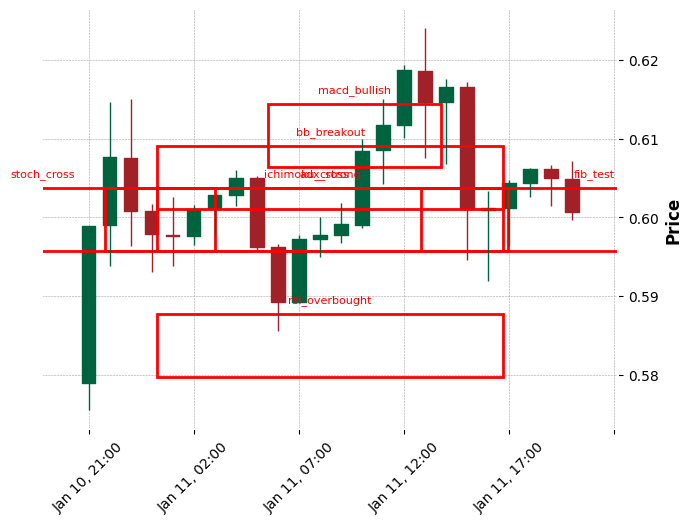 0.62
macd_bullish
0.61
bb_breakout
stoch_cross
ichimoku_cross
adx_strong
fib_test
0.60
Price
0.59
rsi_overbought
0.58
Jan 10, 21:00
Jan 11, 02:00
Jan 11, 07:00
Jan 11, 12:00
Jan 11, 17:00